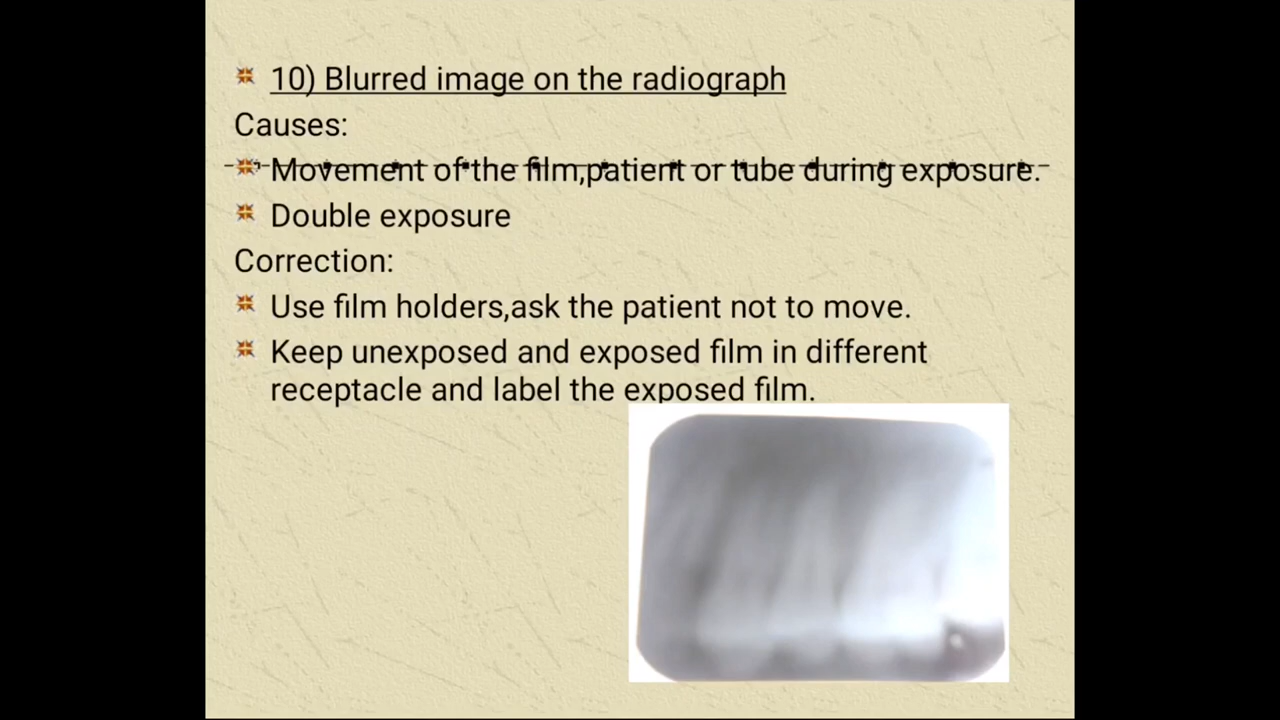 10) Blurred image on the radiograph
Causes:
Movement of the film,patient or tube during exposure.
Double exposure
Correction:
Use film holders,ask the patient not to move.
Keep unexposed and exposed film in different
receptacle and label the exposed film.